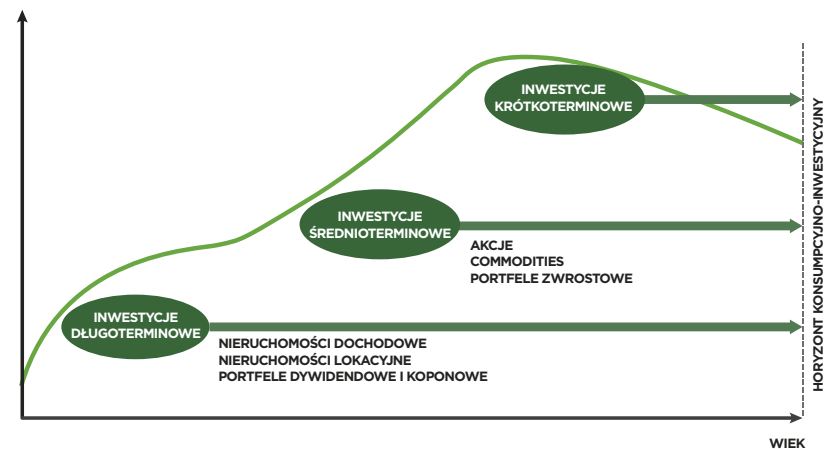 INWESTYCJE
KRÓTKOTERMINOWE
INWESTYCJE
ŚREDNIOTERMINOWE
AKCJE
COMMODITIES
PORTFELE ZWROSTOWE
INWESTYCJE
DŁUGOTERMINOWE
NIERUCHOMOŚCI DOCHODOWE
NIERUCHOMOŚCI LOKACYJNE
PORTFELE DYWIDENDOWE I KOPONOWE
HORYZONT KONSUMPCYJNO-INWESTYCYJNY
WIEK